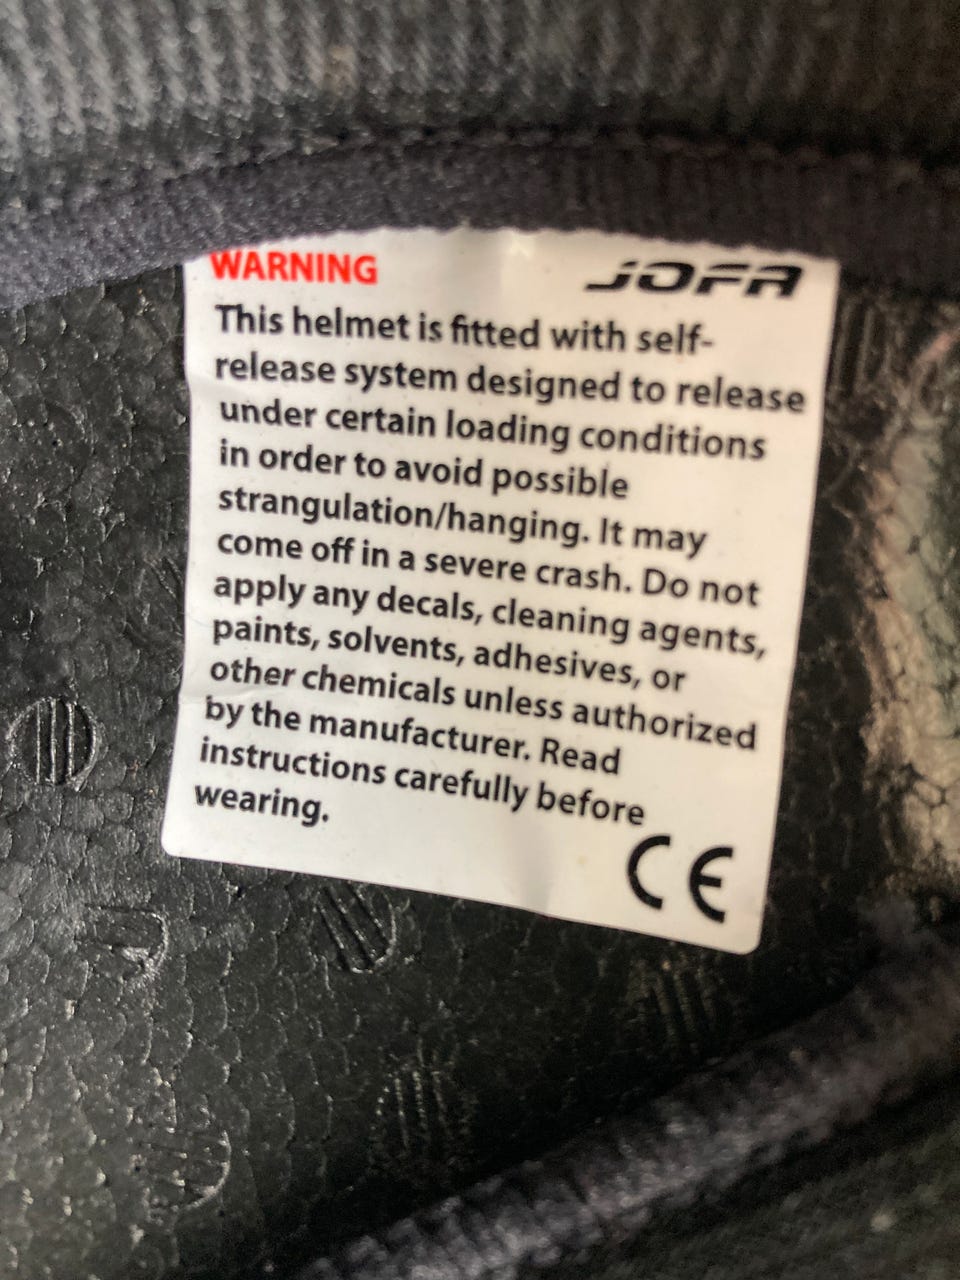 WARNING JOFA
This helmet is fitted with self-
release system designed to release
under certain loading conditions
in order to avoid possible
strangulation/hanging. It may
come off in a severe crash. Do not
apply any decals, cleaning agents,
paints, solvents, adhesives, or
other chemicals unless authorized
by the manufacturer. Read
instructions carefully before
wearing.
CE